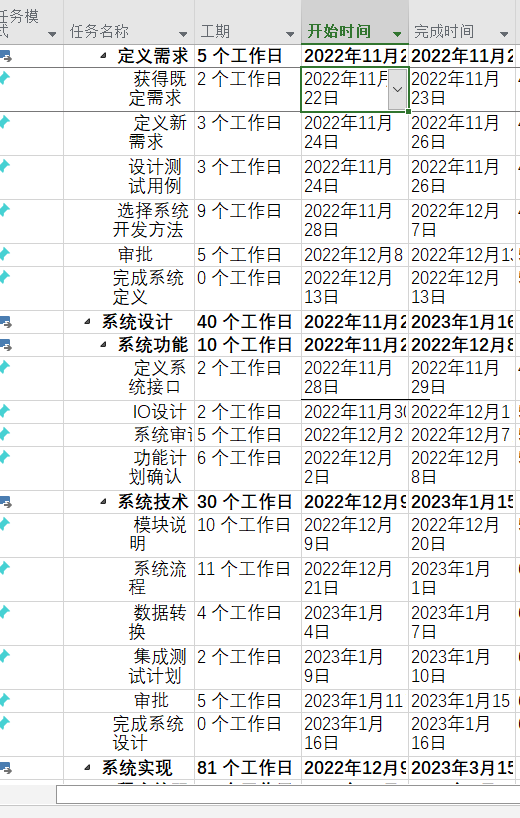 任务模
式 任务名称 工期 开始时间 完成时间
定义需求 5 个工作日 2022年11月2 2022年11月2
获得既
定需求 2 个工作日 2022年11月
22日 2022年11月
23日
定义新
需求 3 个工作日 2022年11月
24日 2022年11月
26日
设计测
试用例 3 个工作日 2022年11月
24日 2022年11月
26日
选择系统
开发方法 9 个工作日 2022年11月
28日 2022年12月
7日
审批 5 个工作日 2022年12月8 2022年12月13
完成系统
定义 0 个工作日 2022年12月
13日 2022年12月
13日
系统设计 40 个工作日 2022年11月2 2023年1月16
系统功能 10 个工作日 2022年11月2 2022年12月8
定义系
统接口 2 个工作日 2022年11月
28日 2022年11月
29日
IO设计 2 个工作日 2022年11月30 2022年12月1
系统审计 5 个工作日 2022年12月2 2022年12月7
功能计
划确认 6 个工作日 2022年12月
2日 2022年12月
8日
系统技术 30 个工作日 2022年12月9 2023年1月15
模块说
明 10 个工作日 2022年12月
9日 2022年12月
20日
系统流
程 11 个工作日 2022年12月
21日 2023年1月
1日
数据转
换 4 个工作日 2023年1月
4日 2023年1月
7日
集成测
试计划 2 个工作日 2023年1月
9日 2023年1月
10日
审批 5 个工作日 2023年1月11 2023年1月15
完成系统
设计 0 个工作日 2023年1月
16日 2023年1月
16日
系统实现 81 个工作日 2022年12月9 2023年3月15